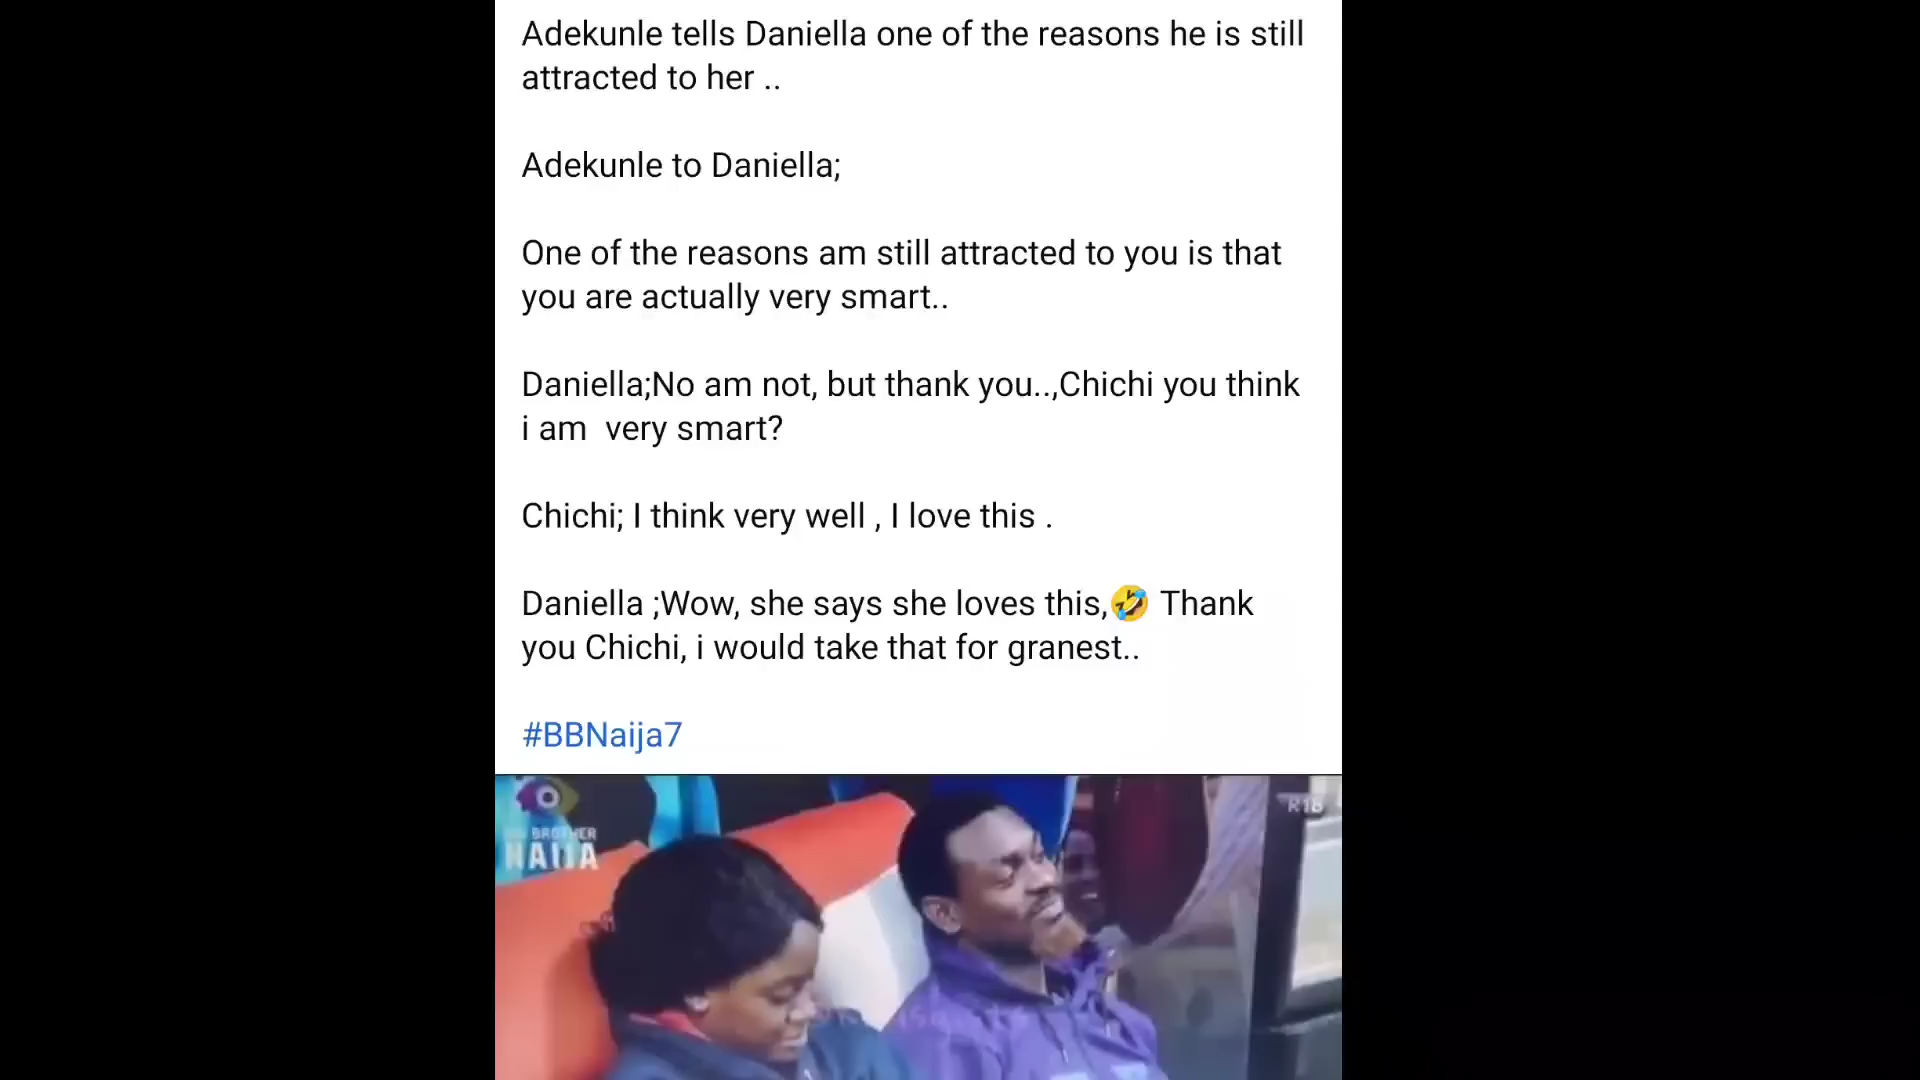 Adekunle tells Daniella one of the reasons he is still
attracted to her ..
Adekunle to Daniella;
One of the reasons am still attracted to you is that
you are actually very smart..
Daniella;No am not, but thank you..,Chichi you think
i am  very smart?
Chichi; I think very well , I love this .
Daniella ;Wow, she says she loves this,🤣 Thank
you Chichi, i would take that for granest..
#BBNaija7
BROTHER
NAIJA
R18